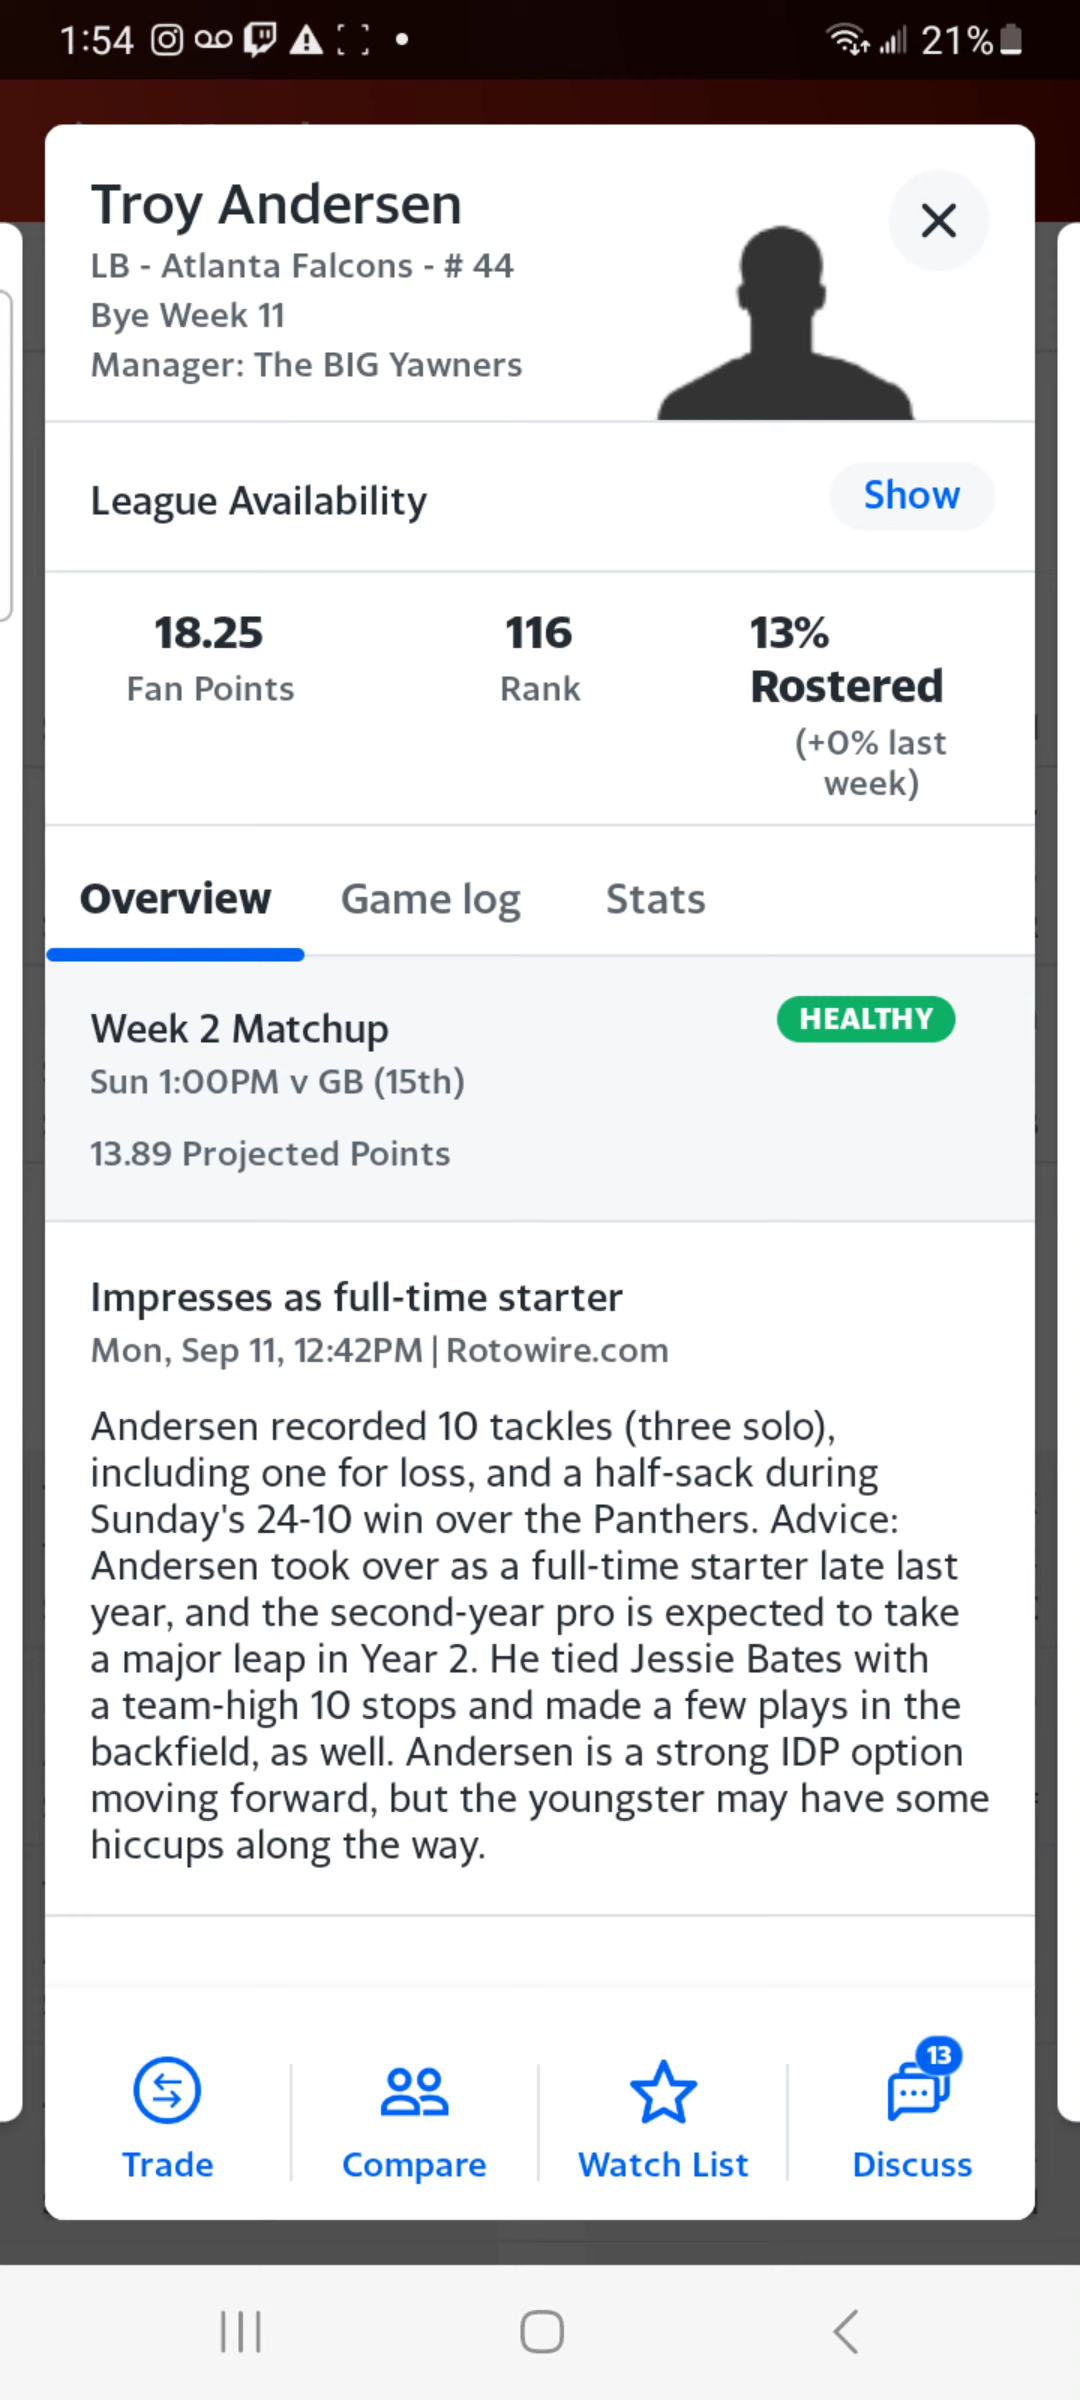 1:54
21%
Troy Andersen
LB - Atlanta Falcons - # 44
Bye Week 11
Manager: The BIG Yawners
League Availability
Show
18.25
Fan Points
116
Rank
13%
Rostered
(+0% last
week)
Overview
Game log
Stats
Week 2 Matchup
HEALTHY
Sun 1:00PM v GB (15th)
13.89 Projected Points
Impresses as full-time starter
Mon, Sep 11, 12:42PM | Rotowire.com
Andersen recorded 10 tackles (three solo),
including one for loss, and a half-sack during
Sunday's 24-10 win over the Panthers. Advice:
Andersen took over as a full-time starter late last
year, and the second-year pro is expected to take
a major leap in Year 2. He tied Jessie Bates with
a team-high 10 stops and made a few plays in the
backfield, as well. Andersen is a strong IDP option
moving forward, but the youngster may have some
hiccups along the way.
13
Trade
Compare
Watch List
Discuss